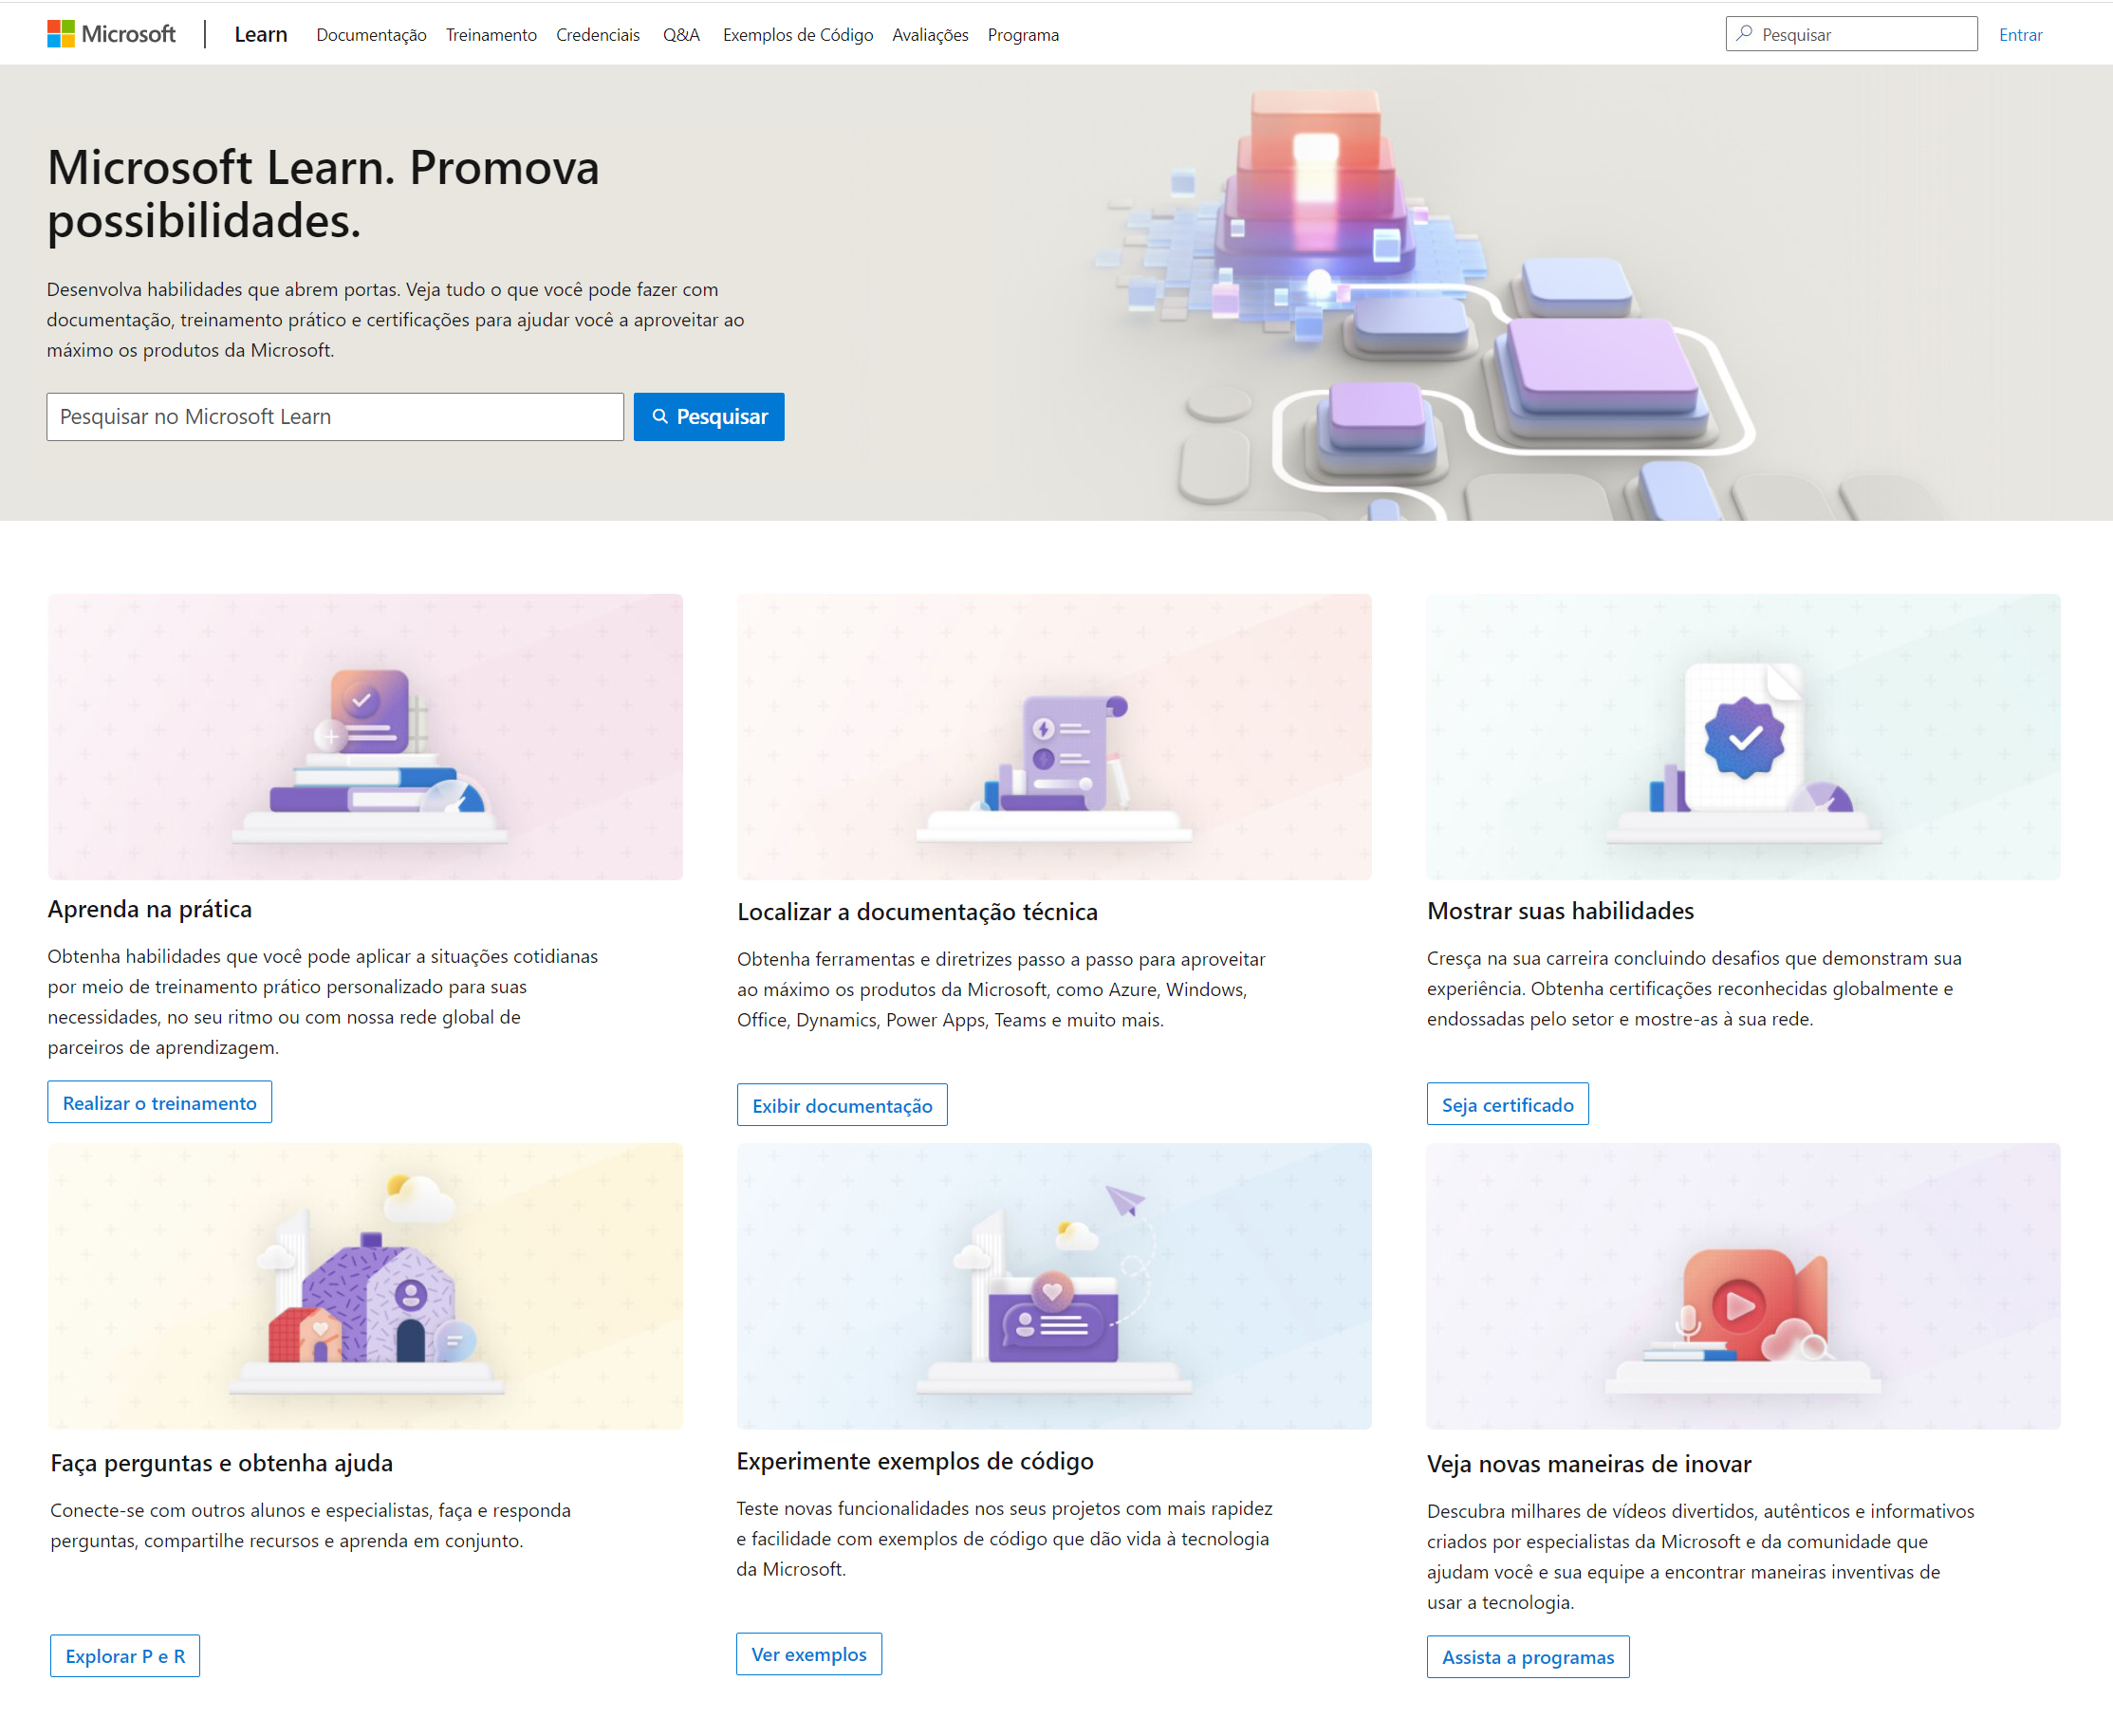 Microsoft
Learn
Documentação
Treinamento
Credenciais
Q&A
Exemplos de Código
Avaliações
Programa
Pesquisar
Entrar
Microsoft Learn. Promova
possibilidades.
Desenvolva habilidades que abrem portas. Veja tudo o que você pode fazer com
documentação, treinamento prático e certificações para ajudar você a aproveitar ao
máximo os produtos da Microsoft.
Pesquisar no Microsoft Learn
Pesquisar
Aprenda na prática
Obtenha habilidades que você pode aplicar a situações cotidianas
por meio de treinamento prático personalizado para suas
necessidades, no seu ritmo ou com nossa rede global de
parceiros de aprendizagem.
Realizar o treinamento
Localizar a documentação técnica
Obtenha ferramentas e diretrizes passo a passo para aproveitar
ao máximo os produtos da Microsoft, como Azure, Windows,
Office, Dynamics, Power Apps, Teams e muito mais.
Exibir documentação
Mostrar suas habilidades
Cresça na sua carreira concluindo desafios que demonstram sua
experiência. Obtenha certificações reconhecidas globalmente e
endossadas pelo setor e mostre-as à sua rede.
Seja certificado
Faça perguntas e obtenha ajuda
Conecte-se com outros alunos e especialistas, faça e responda
perguntas, compartilhe recursos e aprenda em conjunto.
Explorar P e R
Experimente exemplos de código
Teste novas funcionalidades nos seus projetos com mais rapidez
e facilidade com exemplos de código que dão vida à tecnologia
da Microsoft.
Ver exemplos
Veja novas maneiras de inovar
Descubra milhares de vídeos divertidos, autênticos e informativos
criados por especialistas da Microsoft e da comunidade que
ajudam você e sua equipe a encontrar maneiras inventivas de
usar a tecnologia.
Assista a programas